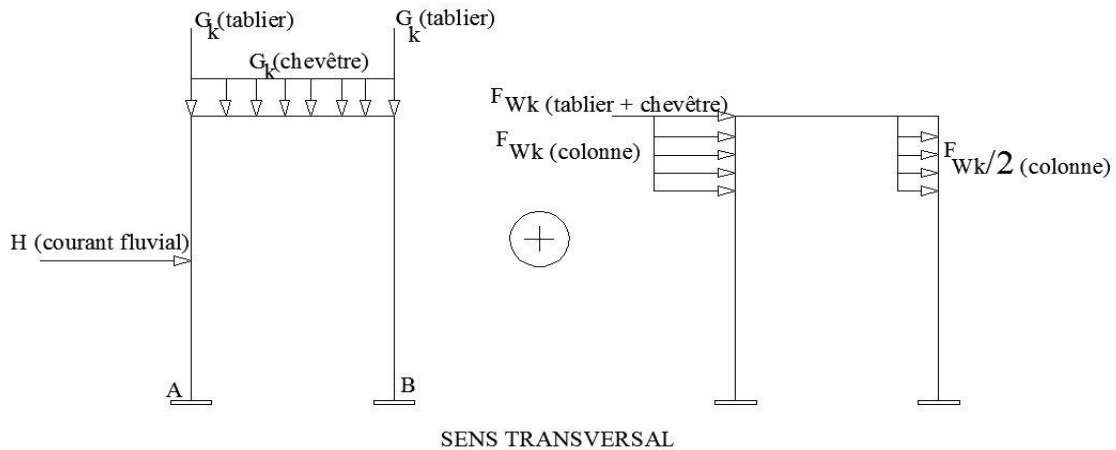 Gk(tablier)
Gk(tablier)
Gk(chevêtre)
FWk (tablier + chevêtre)
FWk (colonne)
FWk/2 (colonne)
H (courant fluvial)
A
B
SENS TRANSVERSAL